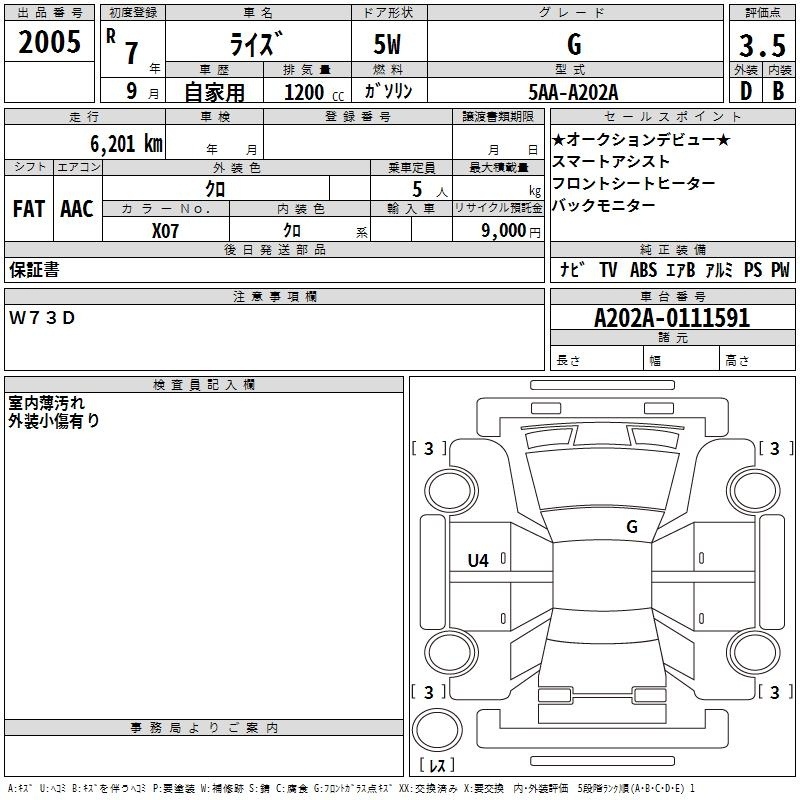 出品番号 初度登録 車名 ドア形状 グレード 評価点
2005 R 7 年 ﾗｲｽﾞ 5W G 3.5
車歴 排気量 燃料 型式 外装 内装
9 月 自家用 1200 CC ｶﾞｿﾘﾝ 5AA-A202A D B
走行 車検 登録番号 譲渡書類期限 セールスポイント
6,201 km 年 月 月 日
★オークションデビュー★
スマートアシスト
フロントシートヒーター
バックモニター
シフト エアコン 外装色 乗車定員 最大積載量
FAT AAC ｸﾛ 5 人 kg
カラーNo. 内装色 輸入車 リサイクル預託金
X07 ｸﾛ 系 9,000 円
後日発送部品 純正装備
保証書 ﾅﾋﾞ TV ABS ｴｱB ｱﾙﾐ PS PW
注意事項欄 車台番号
W73D A202A-0111591
諸元
長さ 幅 高さ
検査員記入欄
室内薄汚れ
外装小傷有り
[ 3 ] [ 3 ]
G
U4
[ 3 ] [ 3 ]
[ ﾚｽ ]
事務局よりご案内
A:ｷｽﾞ U:ﾍｺﾐ B:ｷｽﾞを伴うﾍｺﾐ P:要塗装 W:補修跡 S:錆 C:腐食 G:ﾌﾛﾝﾄｶﾞﾗｽ点ｷｽﾞ XX:交換済み X:要交換 内･外装評価 5段階ﾗﾝｸ順(A･B･C･D･E) 1